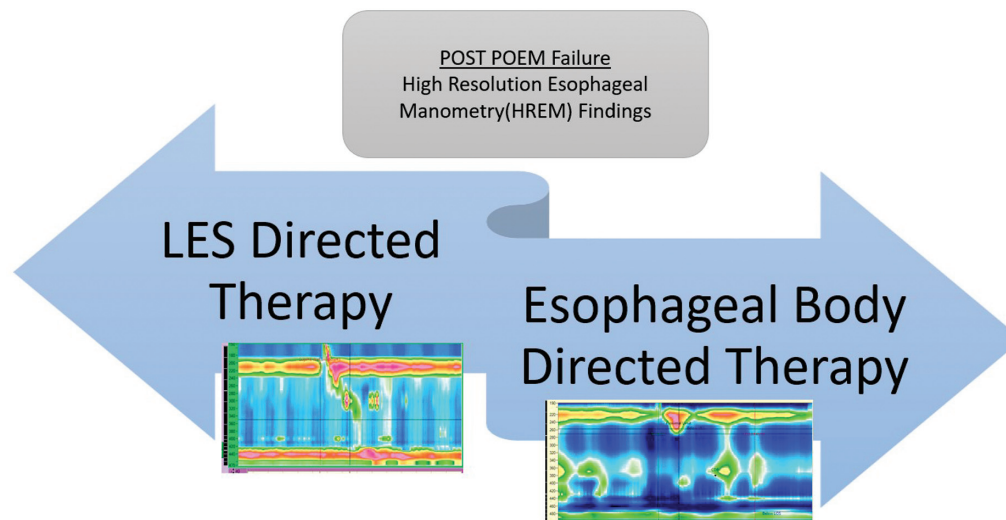 POST POEM Failure
High Resolution Esophageal
Manometry(HREM) Findings
LES Directed
Therapy
Esophageal Body
Directed Therapy